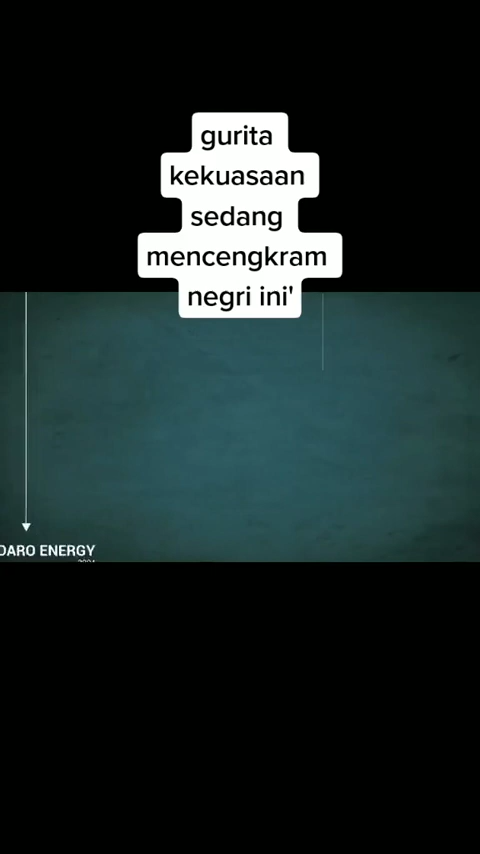 gurita
kekuasaan
sedang
mencengkram
negri ini'
DARO ENERGY